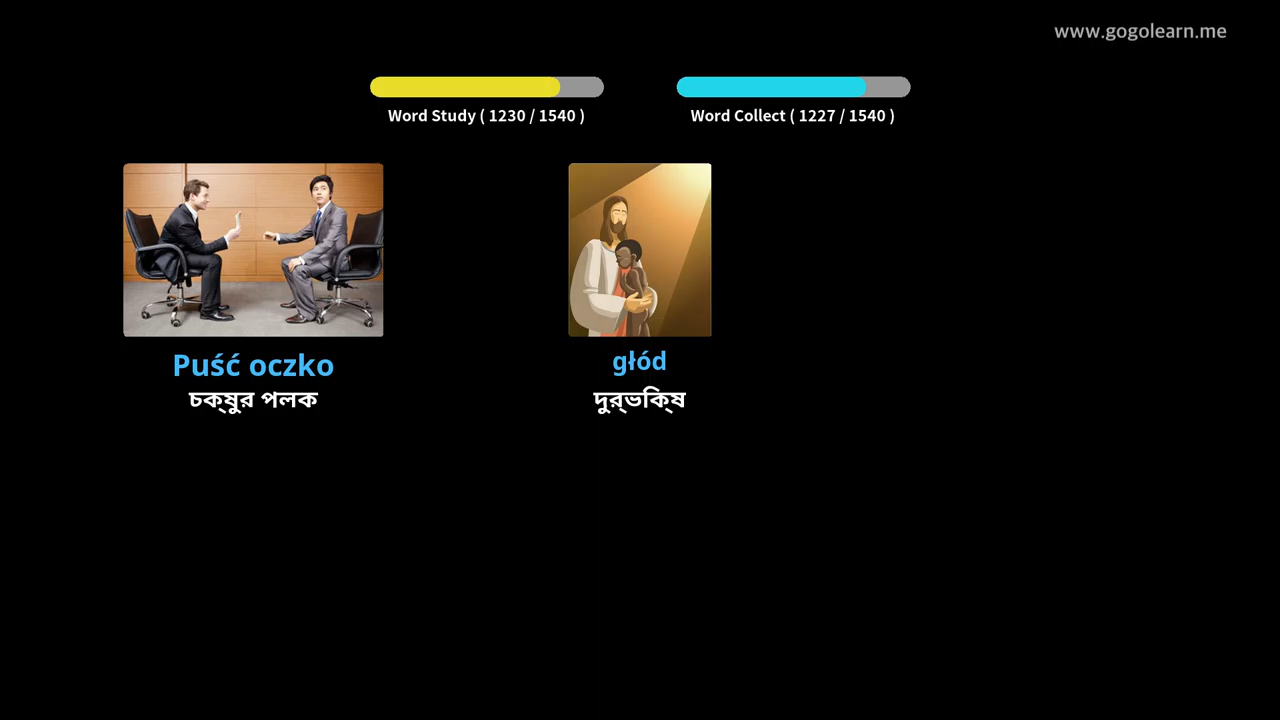 www.gogolearn.me
Word Study ( 1230 / 1540 )
Word Collect ( 1227 / 1540 )
Puść oczko
চক্ষুর পলক
głód
দুর্ভিক্ষ